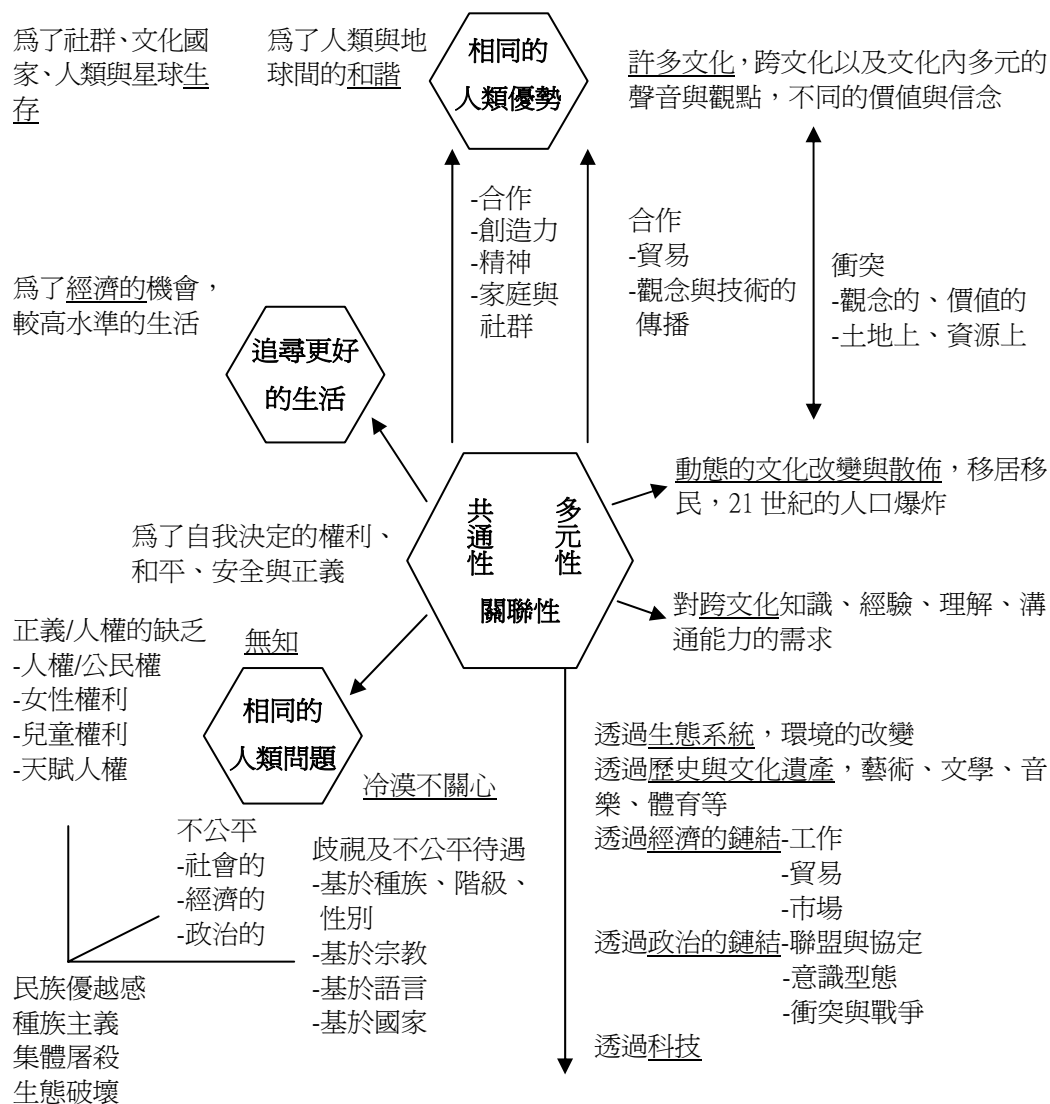 為了社群、文化國
家、人類與星球生
存
為了人類與地
球間的和諧
相同的
人類優勢
許多文化，跨文化以及文化內多元的
聲音與觀點，不同的價值與信念
-合作
-創造力
-精神
-家庭與
社群
合作
-貿易
-觀念與技術的
傳播
衝突
-觀念的、價值的
-土地上、資源上
為了經濟的機會，
較高水準的生活
追尋更好
的生活
為了自我決定的權利、
和平、安全與正義
共通性
多元性
關聯性
動態的文化改變與散佈，移居移
民，21 世紀的人口爆炸
對跨文化知識、經驗、理解、溝
通能力的需求
正義/人權的缺乏
-人權/公民權
-女性權利
-兒童權利
-天賦人權
無知
相同的
人類問題
冷漠不關心
不公平
-社會的
-經濟的
-政治的
歧視及不公平待遇
-基於種族、階級、
性別
-基於宗教
-基於語言
-基於國家
民族優越感
種族主義
集體屠殺
生態破壞
透過生態系統，環境的改變
透過歷史與文化遺產，藝術、文學、音
樂、體育等
透過經濟的鏈結-工作
-貿易
-市場
透過政治的鏈結-聯盟與協定
-意識型態
-衝突與戰爭
透過科技